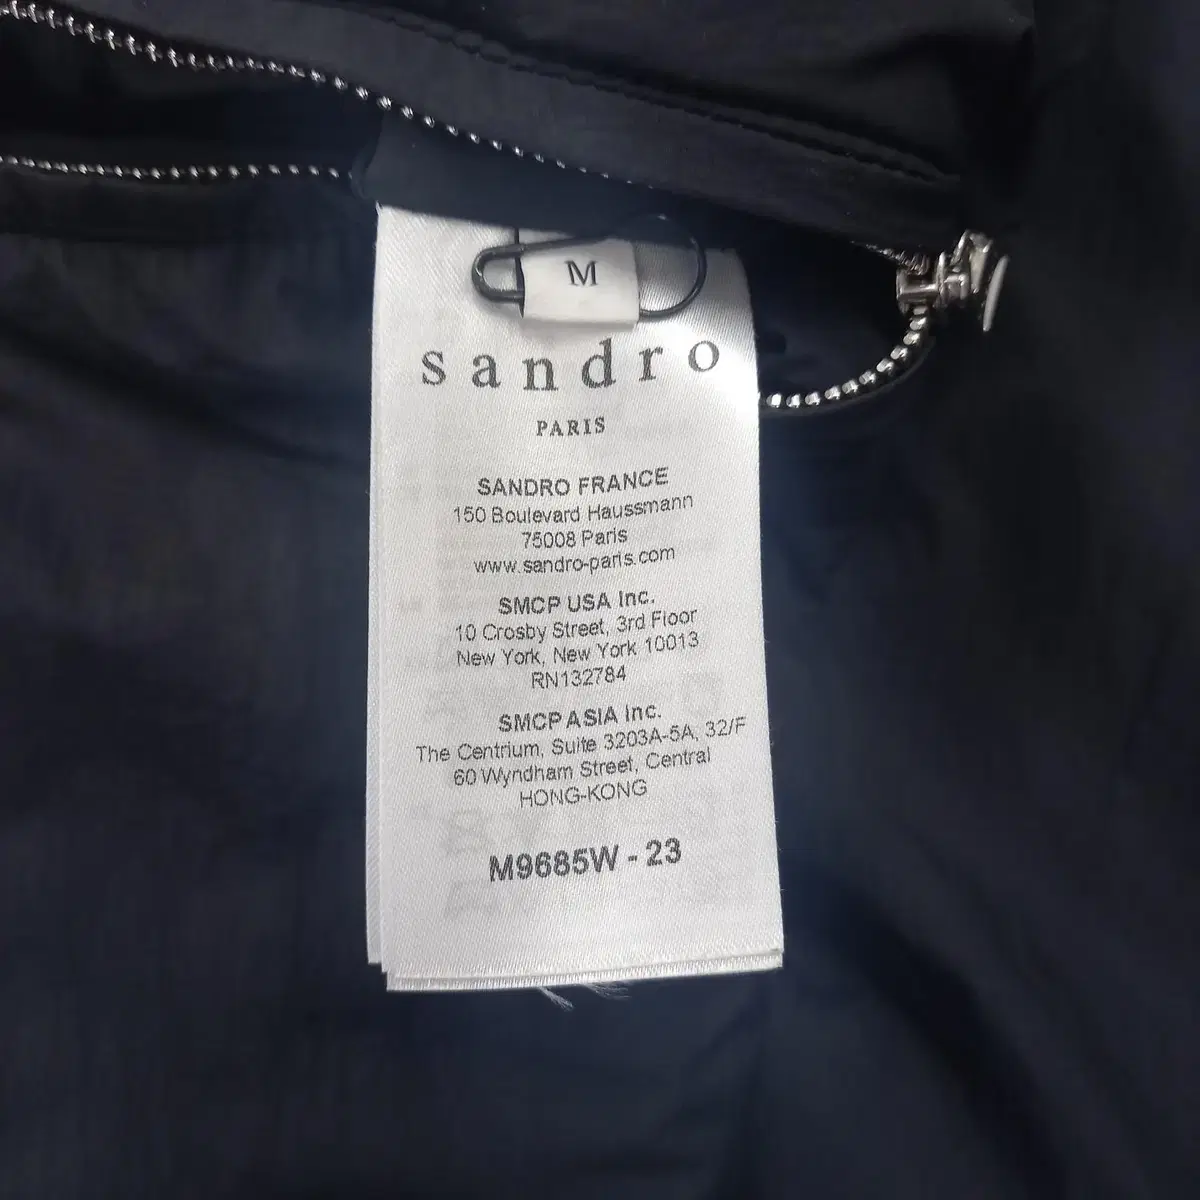 M
sandro
PARIS
SANDRO FRANCE
150 Boulevard Haussmann
75008 Paris
www.sandro-paris.com
SMCP USA Inc.
10 Crosby Street, 3rd Floor
New York, New York 10013
RN132784
SMCP ASIA Inc.
The Centrium, Suite 3203A-5A, 32/F
60 Wyndham Street, Central
HONG-KONG
M9685W - 23